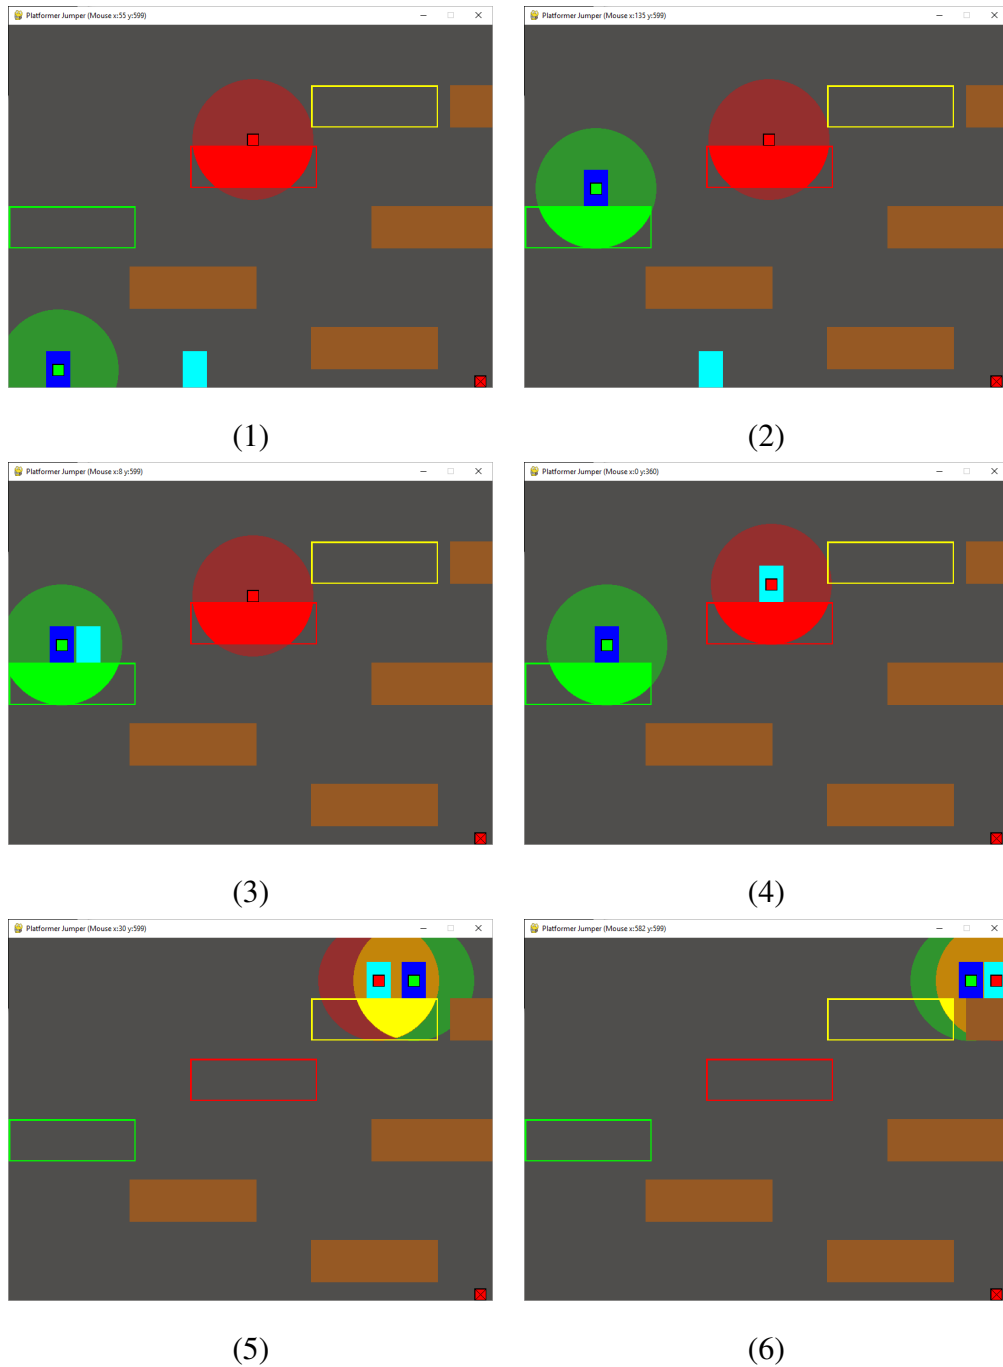 Platformer Jumper (Mouse x:55 y:599)
Platformer Jumper (Mouse x:135 y:599)
(1)
(2)
Platformer Jumper (Mouse x:8 y:599)
Platformer Jumper (Mouse x:0 y:360)
(3)
(4)
Platformer Jumper (Mouse x:30 y:599)
Platformer Jumper (Mouse x:582 y:599)
(5)
(6)